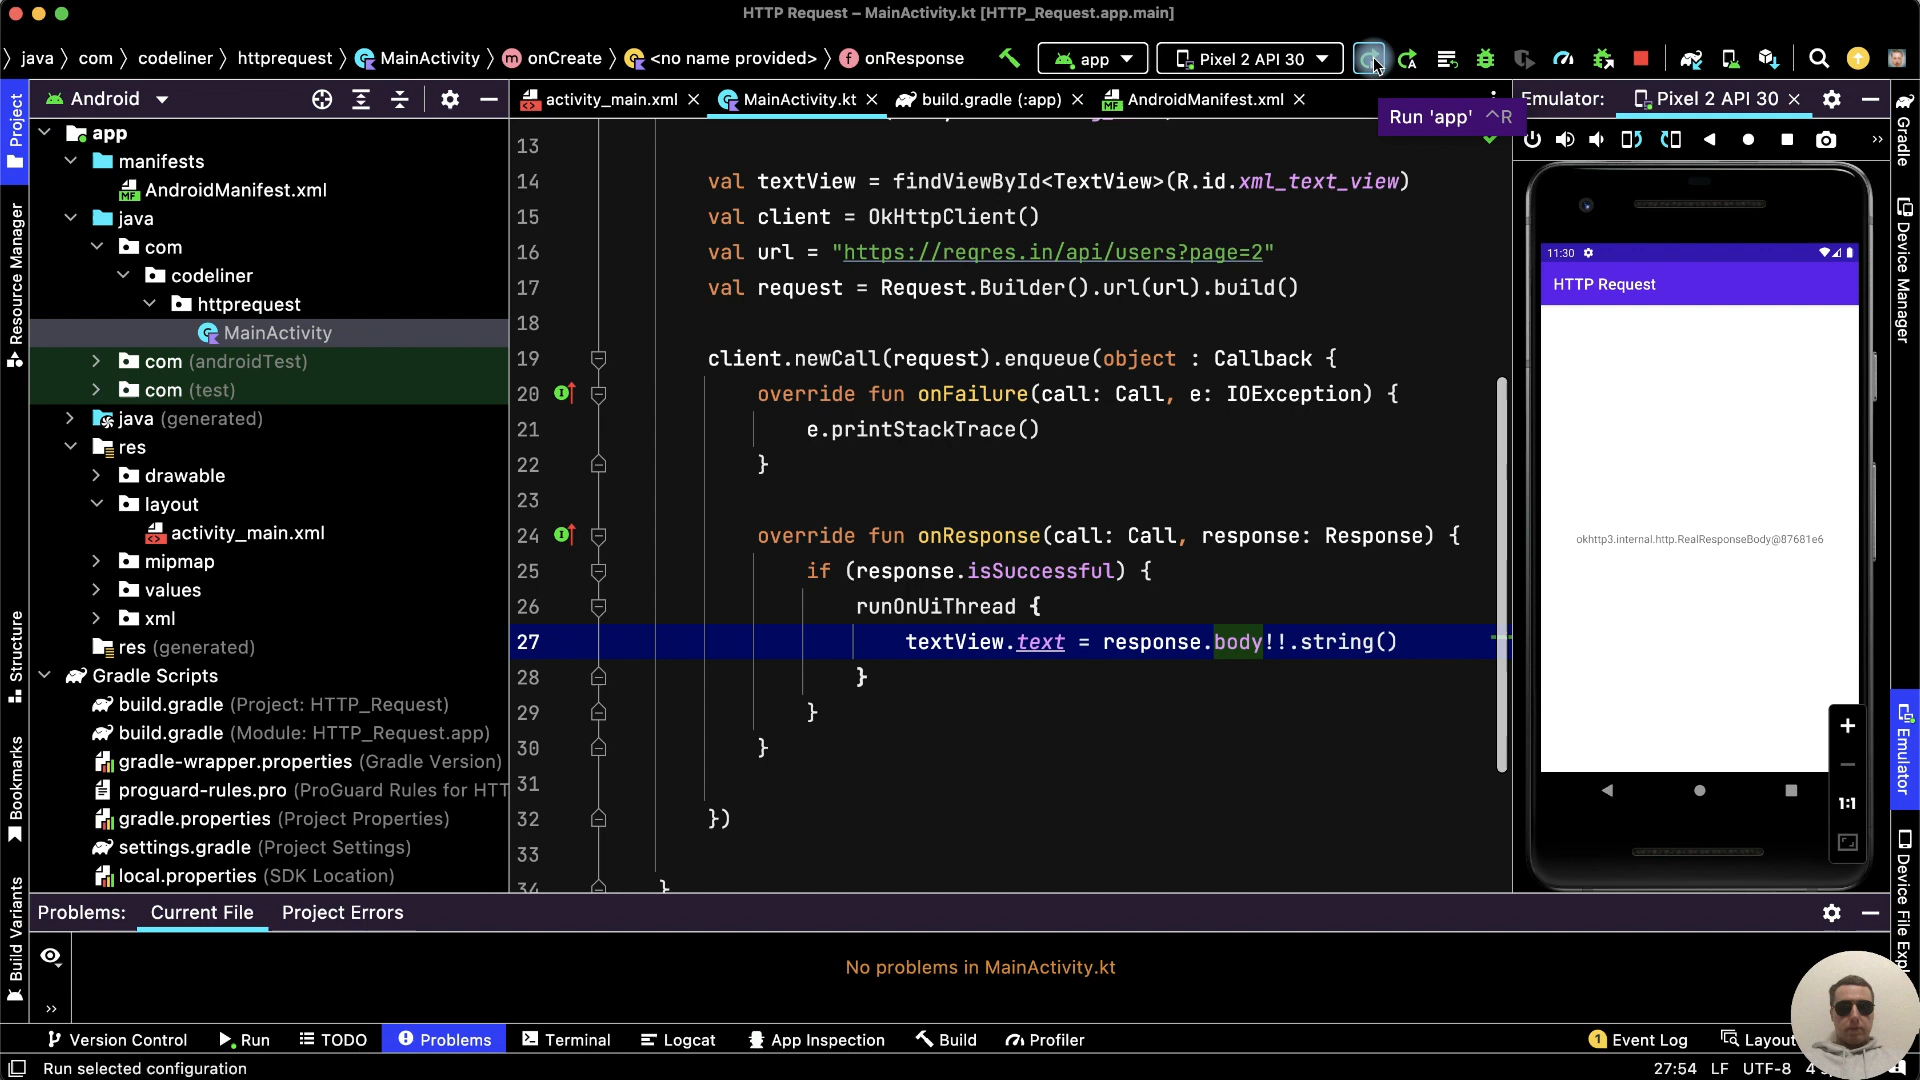 HTTP Request – MainActivity.kt [HTTP_Request.app.main]
java com codeliner httprequest MainActivity onCreate <no name provided> onResponse
app Pixel 2 API 30
Run 'app' ^R
Android
activity_main.xml MainActivity.kt build.gradle (:app) AndroidManifest.xml
Emulator: Pixel 2 API 30
Project
Resource Manager
Structure
Bookmarks
Build Variants
app
manifests
AndroidManifest.xml
java
com
codeliner
httprequest
MainActivity
com (androidTest)
com (test)
java (generated)
res
drawable
layout
activity_main.xml
mipmap
values
xml
res (generated)
Gradle Scripts
build.gradle (Project: HTTP_Request)
build.gradle (Module: HTTP_Request.app)
gradle-wrapper.properties (Gradle Version)
proguard-rules.pro (ProGuard Rules for HTT
gradle.properties (Project Properties)
settings.gradle (Project Settings)
local.properties (SDK Location)
13
14 val textView = findViewById<TextView>(R.id.xml_text_view)
15 val client = OkHttpClient()
16 val url = "https://reqres.in/api/users?page=2"
17 val request = Request.Builder().url(url).build()
18
19 client.newCall(request).enqueue(object : Callback {
20 override fun onFailure(call: Call, e: IOException) {
21 e.printStackTrace()
22 }
23
24 override fun onResponse(call: Call, response: Response) {
25 if (response.isSuccessful) {
26 runOnUiThread {
27 textView.text = response.body!!.string()
28 }
29 }
30 }
31
32 })
33
34 }
11:30
HTTP Request
okhttp3.internal.http.RealResponseBody@87681e6
1:1
Gradle
Device Manager
Emulator
Device File Expl
Problems: Current File Project Errors
No problems in MainActivity.kt
Version Control Run TODO Problems Terminal Logcat App Inspection Build Profiler
1 Event Log Layout
Run selected configuration
27:54 LF UTF-8 4